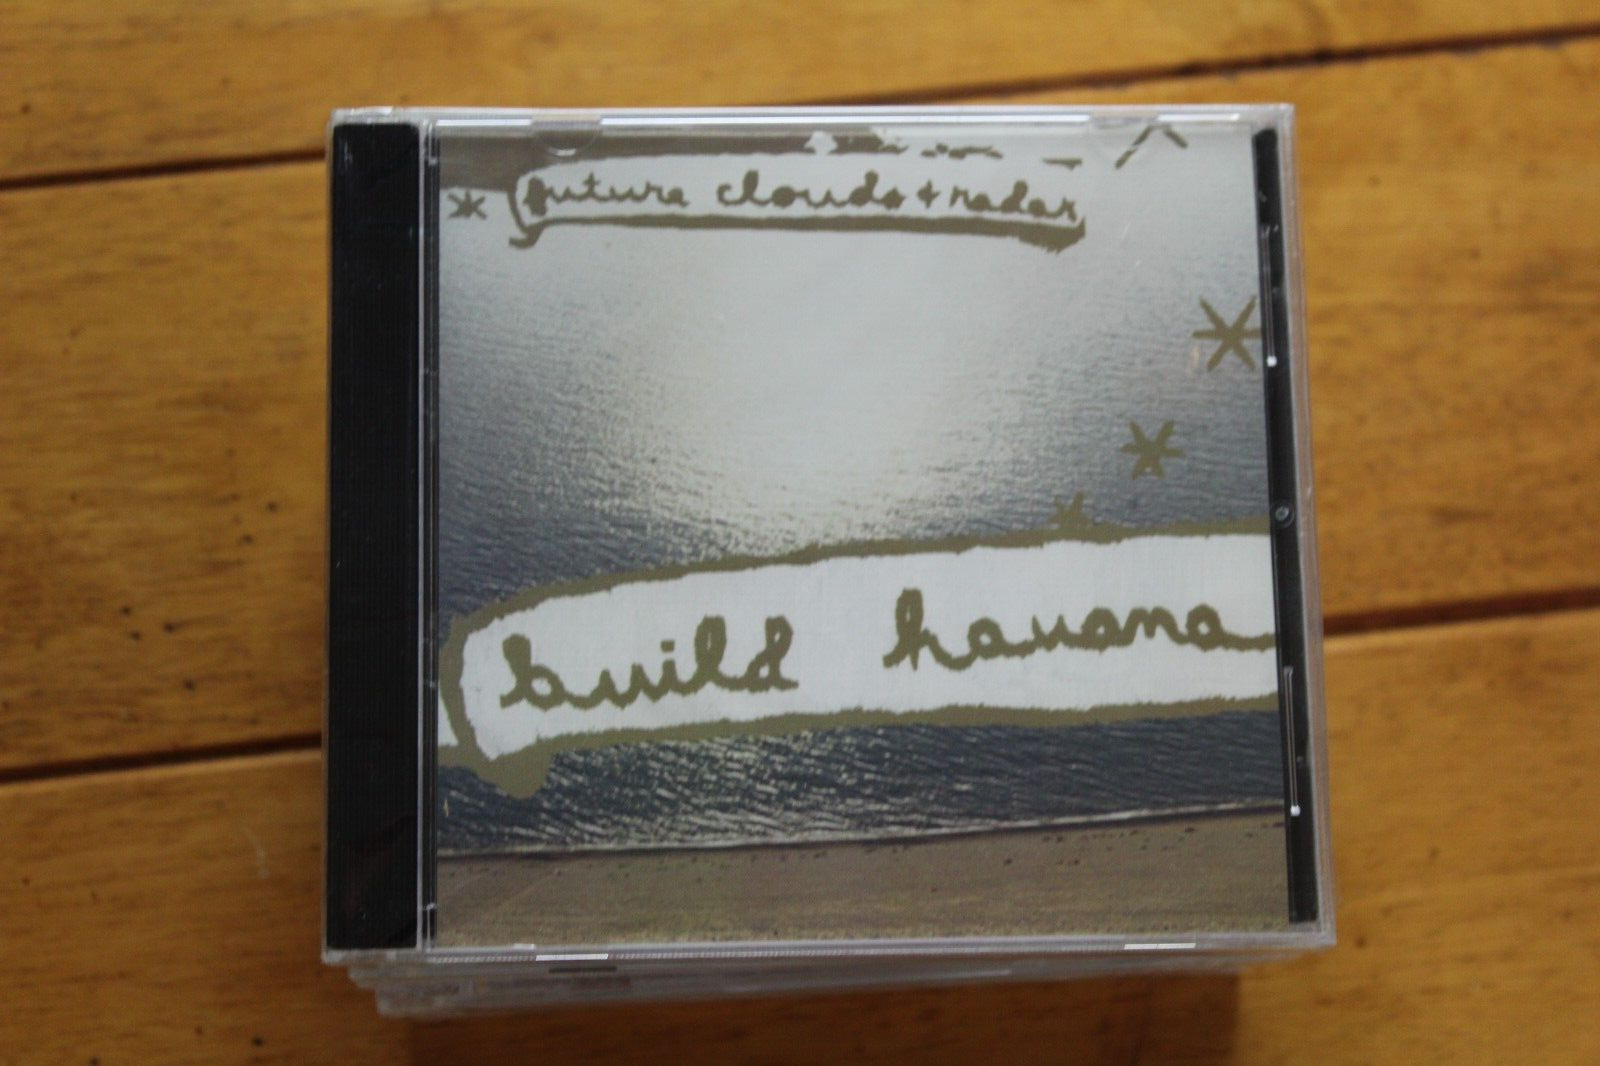 future clouds + radar
build havana